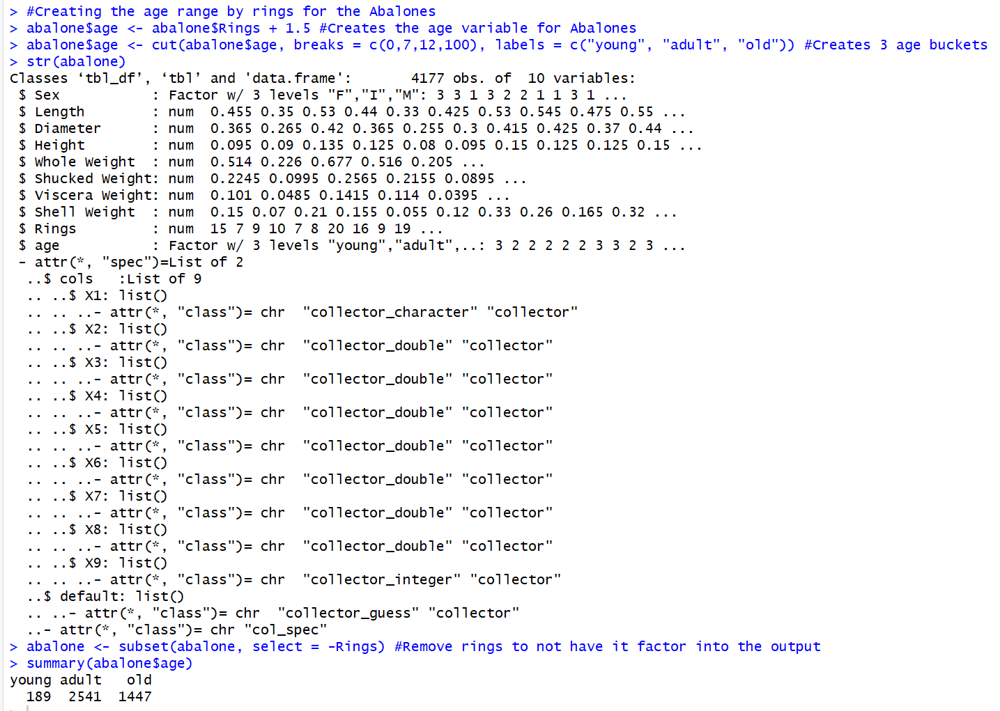 > #Creating the age range by rings for the Abalones
> abalone$age <- abalone$Rings + 1.5 #Creates the age variable for Abalones
> abalone$age <- cut(abalone$age, breaks = c(0,7,12,100), labels = c("young", "adult", "old")) #Creates 3 age buckets
> str(abalone)
Classes ‘tbl_df’, ‘tbl’ and 'data.frame':      4177 obs. of  10 variables:
 $ Sex           : Factor w/ 3 levels "F","I","M": 3 3 1 3 2 2 1 1 3 1 ...
 $ Length        : num  0.455 0.35 0.53 0.44 0.33 0.425 0.53 0.545 0.475 0.55 ...
 $ Diameter      : num  0.365 0.265 0.42 0.365 0.255 0.3 0.415 0.425 0.37 0.44 ...
 $ Height        : num  0.095 0.09 0.135 0.125 0.08 0.095 0.15 0.125 0.125 0.15 ...
 $ Whole Weight  : num  0.514 0.226 0.677 0.516 0.205 ...
 $ Shucked Weight: num  0.2245 0.0995 0.2565 0.2155 0.0895 ...
 $ Viscera Weight: num  0.101 0.0485 0.1415 0.114 0.0395 ...
 $ Shell Weight  : num  0.15 0.07 0.21 0.155 0.055 0.12 0.33 0.26 0.165 0.32 ...
 $ Rings         : num  15 7 9 10 7 8 20 16 9 19 ...
 $ age           : Factor w/ 3 levels "young","adult",..: 3 2 2 2 2 2 3 3 2 3 ...
 - attr(*, "spec")=List of 2
  ..$ cols   :List of 9
  .. ..$ X1: list()
  .. .. ..- attr(*, "class")= chr  "collector_character" "collector"
  .. ..$ X2: list()
  .. .. ..- attr(*, "class")= chr  "collector_double" "collector"
  .. ..$ X3: list()
  .. .. ..- attr(*, "class")= chr  "collector_double" "collector"
  .. ..$ X4: list()
  .. .. ..- attr(*, "class")= chr  "collector_double" "collector"
  .. ..$ X5: list()
  .. .. ..- attr(*, "class")= chr  "collector_double" "collector"
  .. ..$ X6: list()
  .. .. ..- attr(*, "class")= chr  "collector_double" "collector"
  .. ..$ X7: list()
  .. .. ..- attr(*, "class")= chr  "collector_double" "collector"
  .. ..$ X8: list()
  .. .. ..- attr(*, "class")= chr  "collector_double" "collector"
  .. ..$ X9: list()
  .. .. ..- attr(*, "class")= chr  "collector_integer" "collector"
  ..$ default: list()
  .. ..- attr(*, "class")= chr  "collector_guess" "collector"
  ..- attr(*, "class")= chr "col_spec"
> abalone <- subset(abalone, select = -Rings) #Remove rings to not have it factor into the output
> summary(abalone$age)
young adult   old
  189  2541  1447